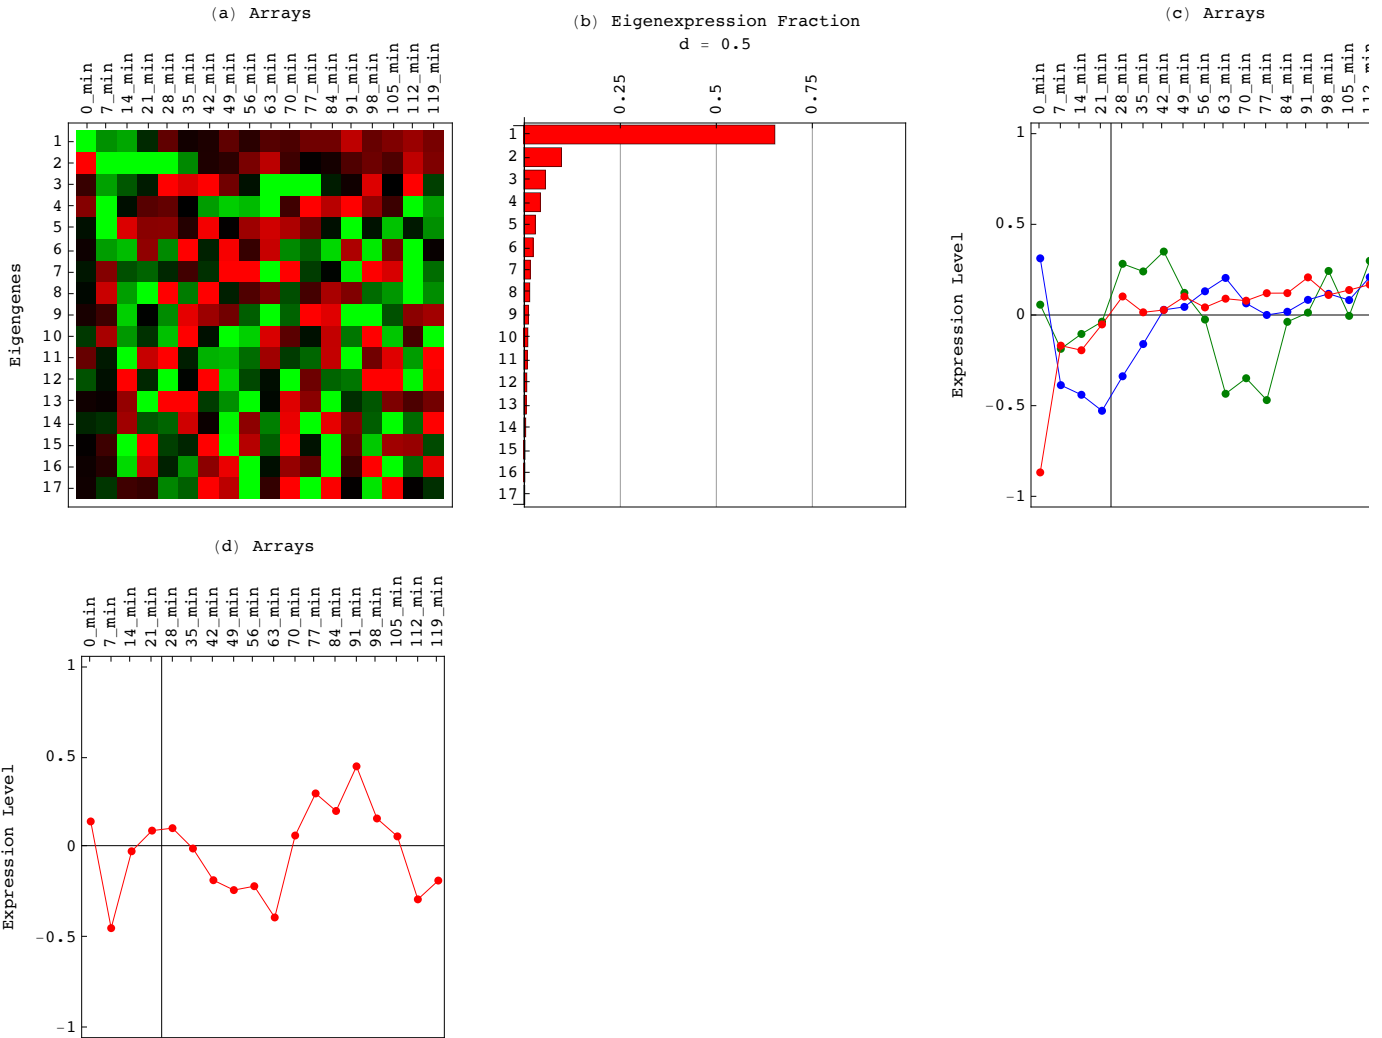 (a) Arrays
0_min
7_min
14_min
21_min
28_min
35_min
42_min
49_min
56_min
63_min
70_min
77_min
84_min
91_min
98_min
105_min
112_min
119_min
Eigengenes
1
2
3
4
5
6
7
8
9
10
11
12
13
14
15
16
17
(b) Eigenexpression Fraction
d = 0.5
0.25
0.5
0.75
1
2
3
4
5
6
7
8
9
10
11
12
13
14
15
16
17
(c) Arrays
0_min
7_min
14_min
21_min
28_min
35_min
42_min
49_min
56_min
63_min
70_min
77_min
84_min
91_min
98_min
105_min
112_min
Expression Level
1
0.5
0
-0.5
-1
(d) Arrays
0_min
7_min
14_min
21_min
28_min
35_min
42_min
49_min
56_min
63_min
70_min
77_min
84_min
91_min
98_min
105_min
112_min
119_min
Expression Level
1
0.5
0
-0.5
-1